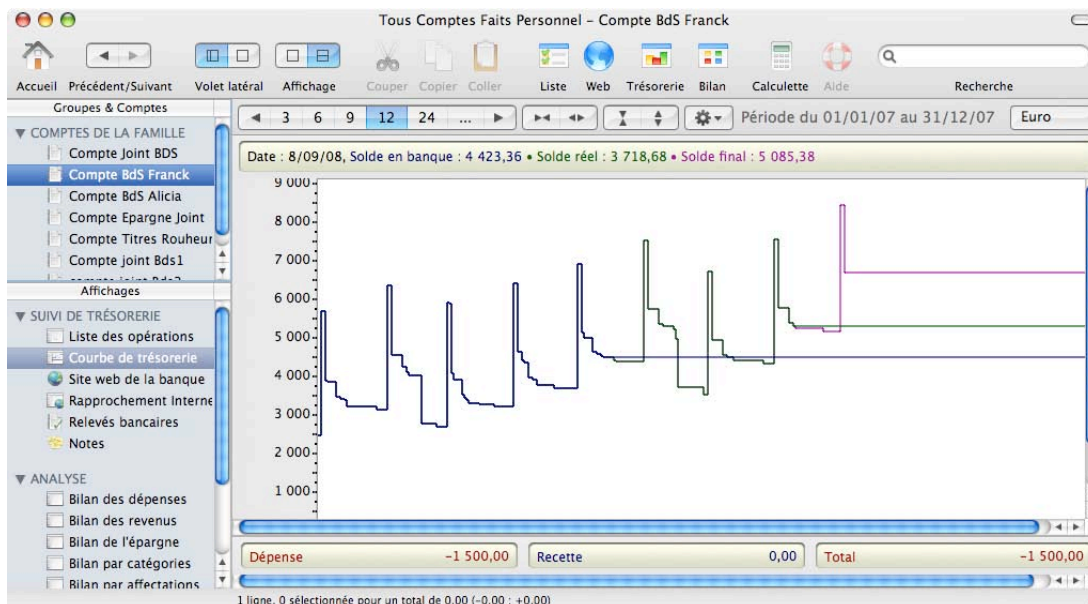 Tous Comptes Faits Personnel – Compte BdS Franck
Accueil Précédent/Suivant Volet latéral Affichage Couper Copier Coller Liste Web Trésorerie Bilan Calculette Aide Recherche
Groupes & Comptes
COMPTES DE LA FAMILLE
Compte Joint BDS
Compte BdS Franck
Compte BdS Alicia
Compte Epargne Joint
Compte Titres Rouheur
Compte joint Bds1
Affichages
SUIVI DE TRÉSORERIE
Liste des opérations
Courbe de trésorerie
Site web de la banque
Rapprochement Interne
Relevés bancaires
Notes
ANALYSE
Bilan des dépenses
Bilan des revenus
Bilan de l'épargne
Bilan par catégories
Bilan par affectations
3 6 9 12 24 ... Période du 01/01/07 au 31/12/07 Euro
Date : 8/09/08, Solde en banque : 4 423,36 • Solde réel : 3 718,68 • Solde final : 5 085,38
9 000
8 000
7 000
6 000
5 000
4 000
3 000
2 000
1 000
Dépense -1 500,00 Recette 0,00 Total -1 500,00
1 ligne, 0 sélectionnée pour un total de 0,00 (-0,00 ; +0,00)